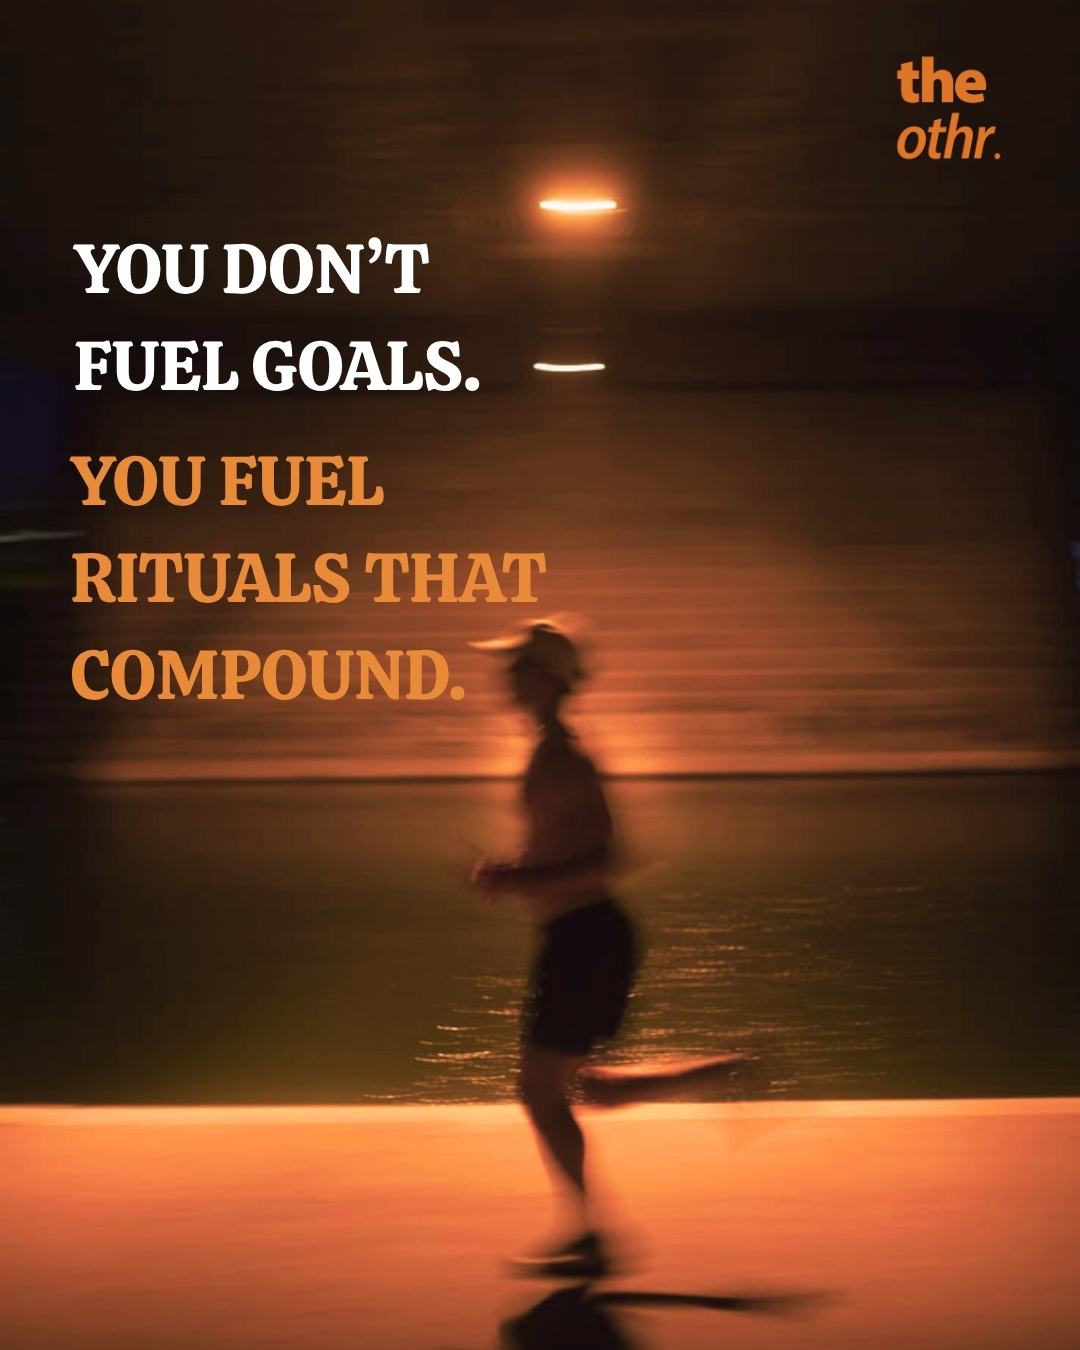 the
othr.
YOU DON’T
FUEL GOALS.
YOU FUEL
RITUALS THAT
COMPOUND.